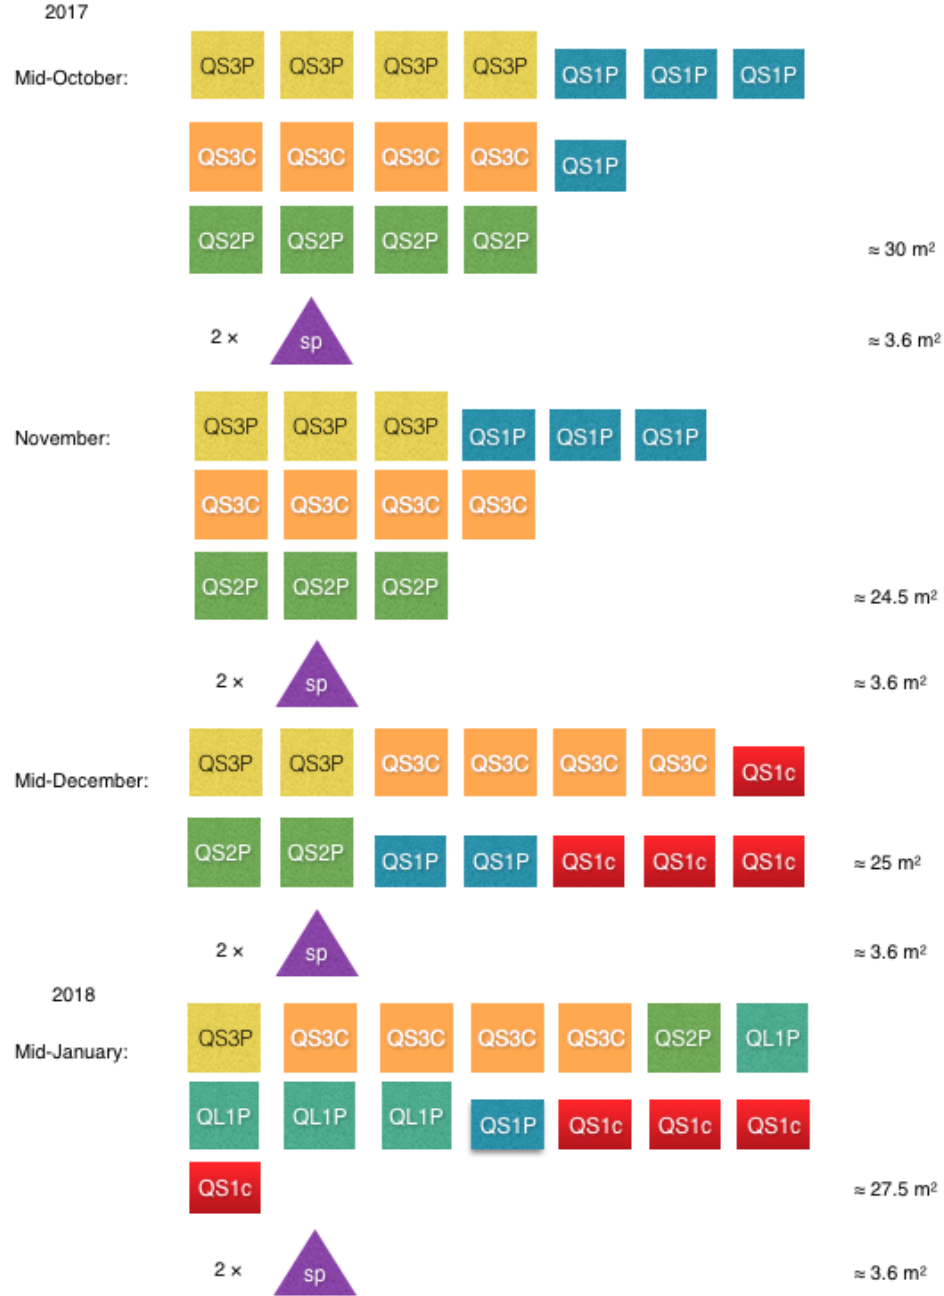 2017
Mid-October: QS3P QS3P QS3P QS3P QS1P QS1P QS1P
QS3C QS3C QS3C QS3C QS1P
QS2P QS2P QS2P QS2P ≈ 30 m²
2 × sp ≈ 3.6 m²
November: QS3P QS3P QS3P QS1P QS1P QS1P
QS3C QS3C QS3C QS3C
QS2P QS2P QS2P ≈ 24.5 m²
2 × sp ≈ 3.6 m²
Mid-December: QS3P QS3P QS3C QS3C QS3C QS3C QS1c
QS2P QS2P QS1P QS1P QS1c QS1c QS1c ≈ 25 m²
2 × sp ≈ 3.6 m²
2018
Mid-January: QS3P QS3C QS3C QS3C QS3C QS2P QL1P
QL1P QL1P QL1P QS1P QS1c QS1c QS1c
QS1c ≈ 27.5 m²
2 × sp ≈ 3.6 m²